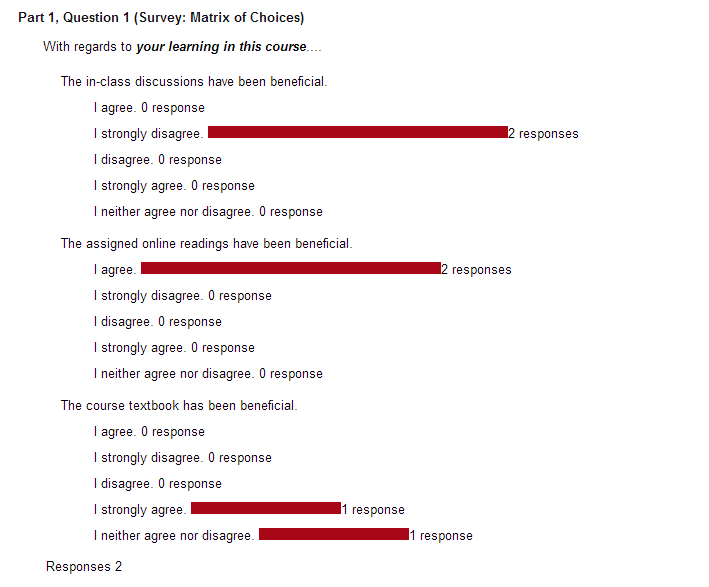 Part 1, Question 1 (Survey: Matrix of Choices)
With regards to your learning in this course....
The in-class discussions have been beneficial.
I agree. 0 response
I strongly disagree. 2 responses
I disagree. 0 response
I strongly agree. 0 response
I neither agree nor disagree. 0 response
The assigned online readings have been beneficial.
I agree. 2 responses
I strongly disagree. 0 response
I disagree. 0 response
I strongly agree. 0 response
I neither agree nor disagree. 0 response
The course textbook has been beneficial.
I agree. 0 response
I strongly disagree. 0 response
I disagree. 0 response
I strongly agree. 1 response
I neither agree nor disagree. 1 response
Responses 2